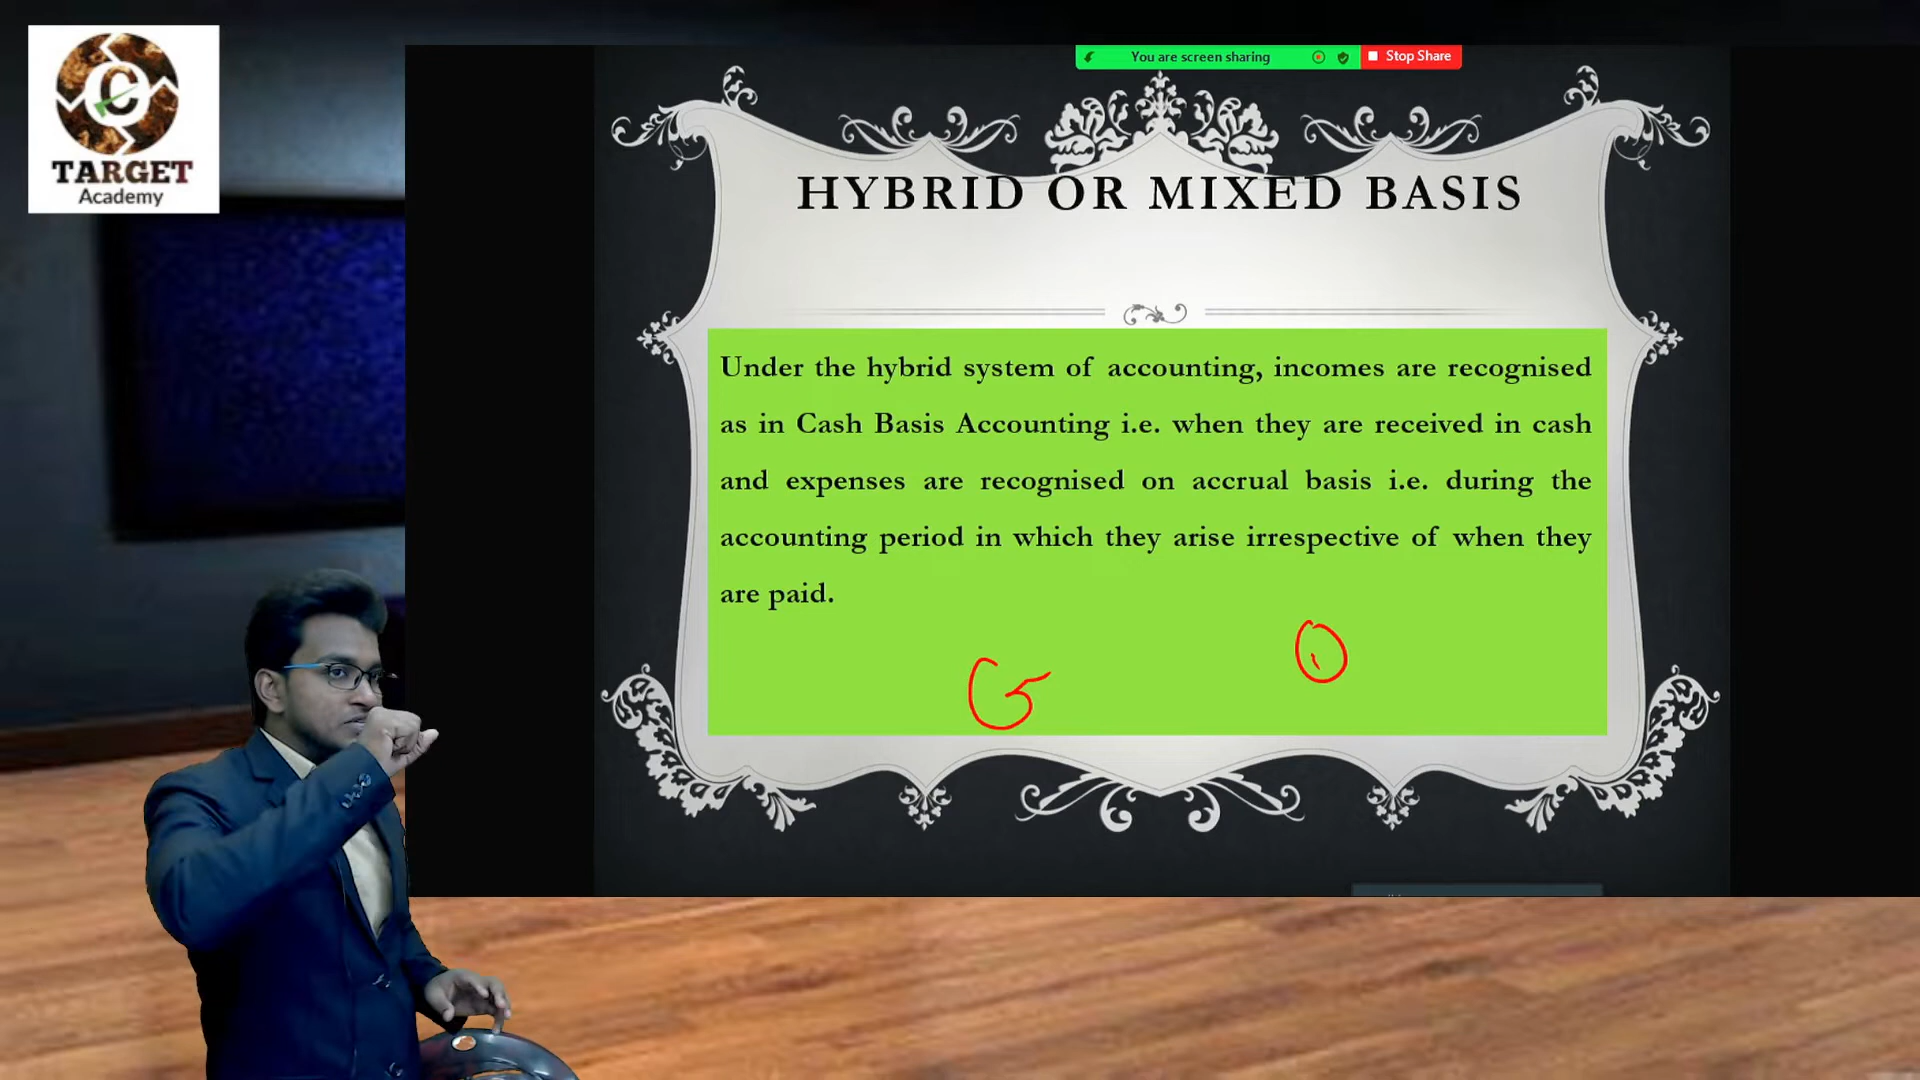 C
TARGET
Academy
You are screen sharing
Stop Share
HYBRID OR MIXED BASIS
Under the hybrid system of accounting, incomes are recognised
as in Cash Basis Accounting i.e. when they are received in cash
and expenses are recognised on accrual basis i.e. during the
accounting period in which they arise irrespective of when they
are paid.